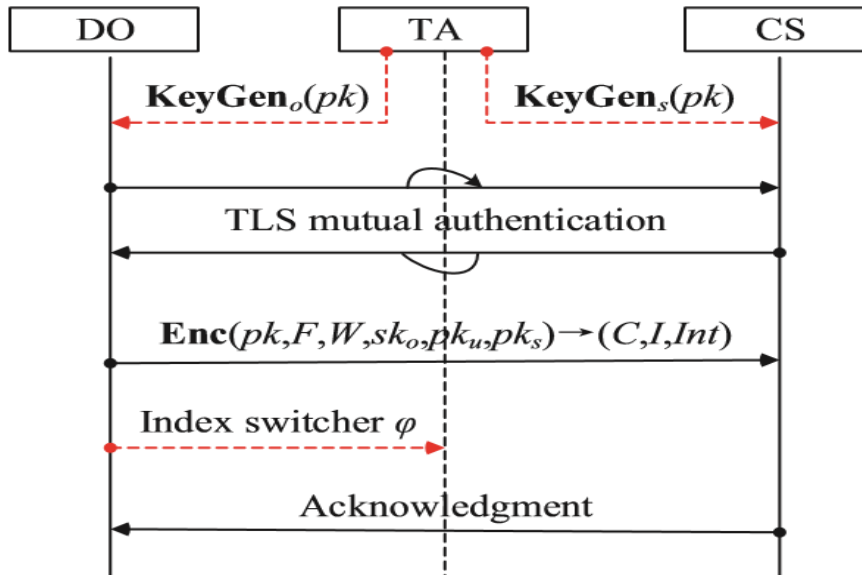 DO TA CS
KeyGenₒ(pk) KeyGenₛ(pk)
TLS mutual authentication
Enc(pk,F,W,skₒ,pkᵤ,pkₛ)→(C,I,Int)
Index switcher φ
Acknowledgment